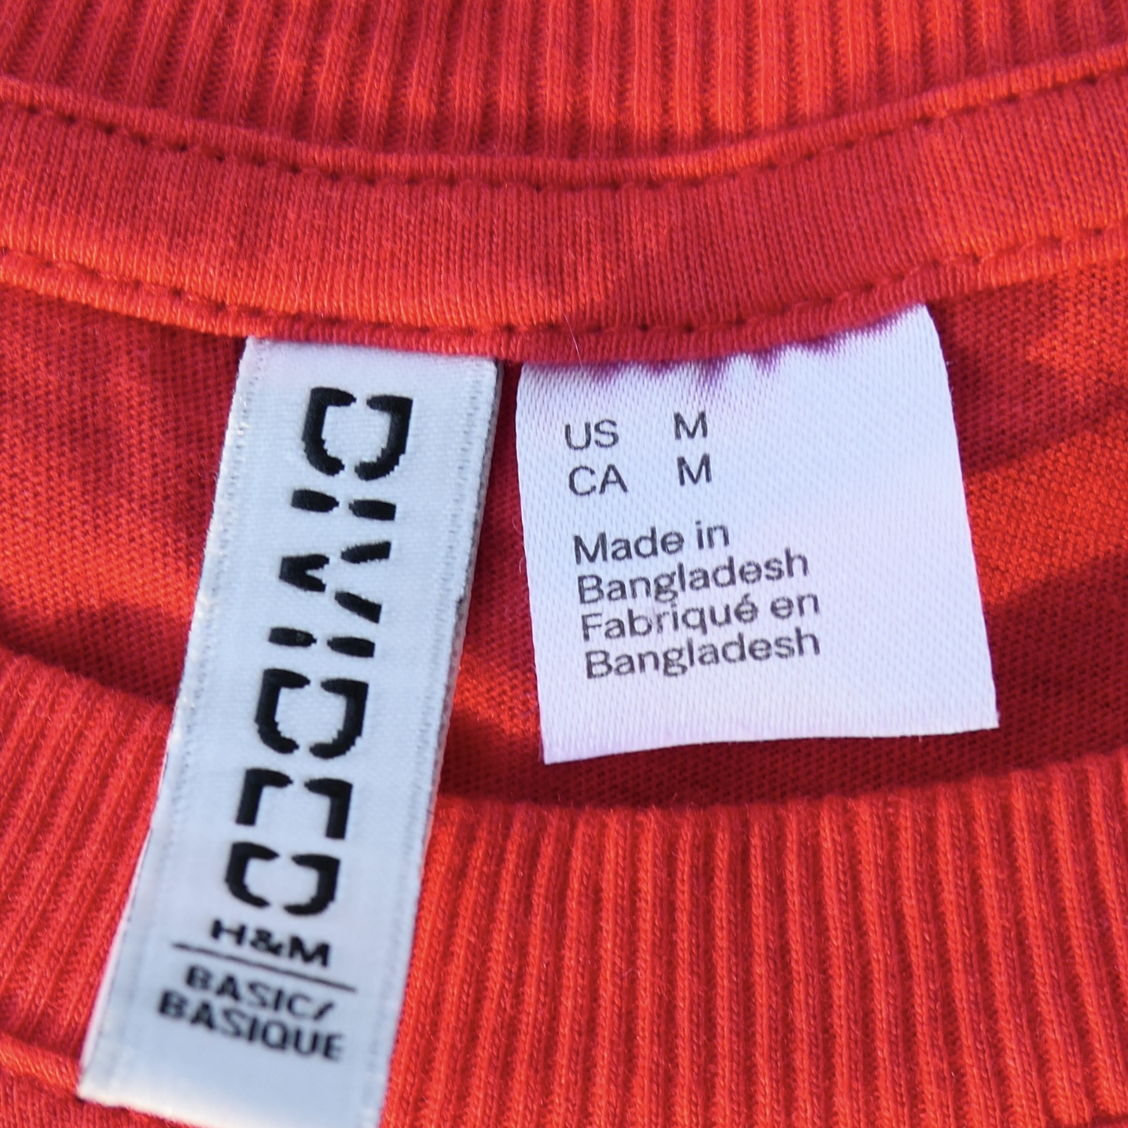 DIVIDED
H&M
BASIC/
BASIQUE
US M
CA M
Made in
Bangladesh
Fabriqué en
Bangladesh